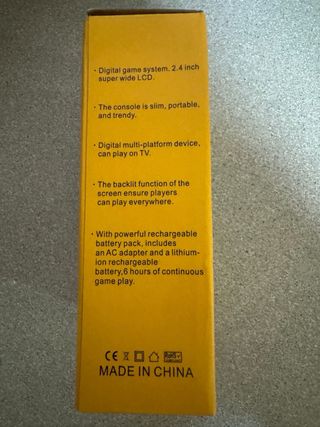 · Digital game system. 2.4 inch
super wide LCD.
· The console is slim, portable,
and trendy.
· Digital multi-platform device,
can play on TV.
· The backlit function of the
screen ensure players
can play everywhere.
· With powerful rechargeable
battery pack, includes
an AC adapter and a lithium-
ion rechargeable
battery,6 hours of continuous
game play.
CE RoHS
MADE IN CHINA